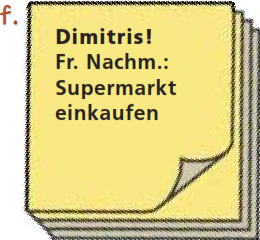 f.
Dimitris!
Fr. Nachm.:
Supermarkt
einkaufen